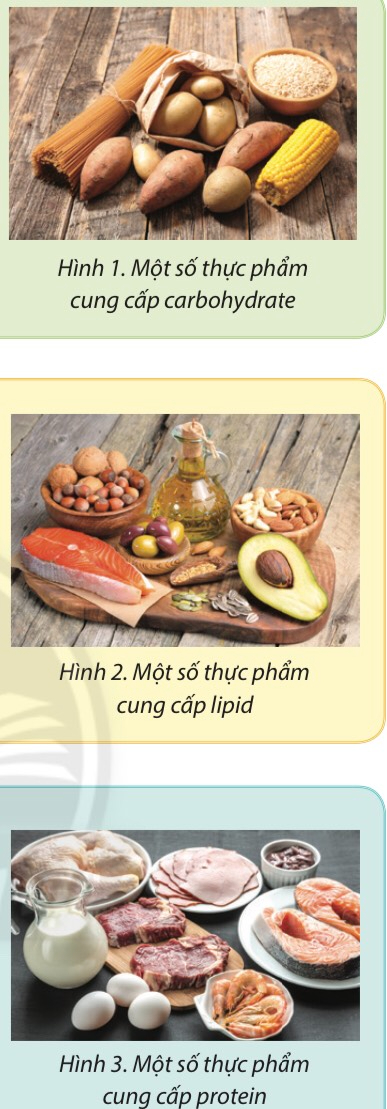 Hình 1. Một số thực phẩm
cung cấp carbohydrate
Hình 2. Một số thực phẩm
cung cấp lipid
Hình 3. Một số thực phẩm
cung cấp protein